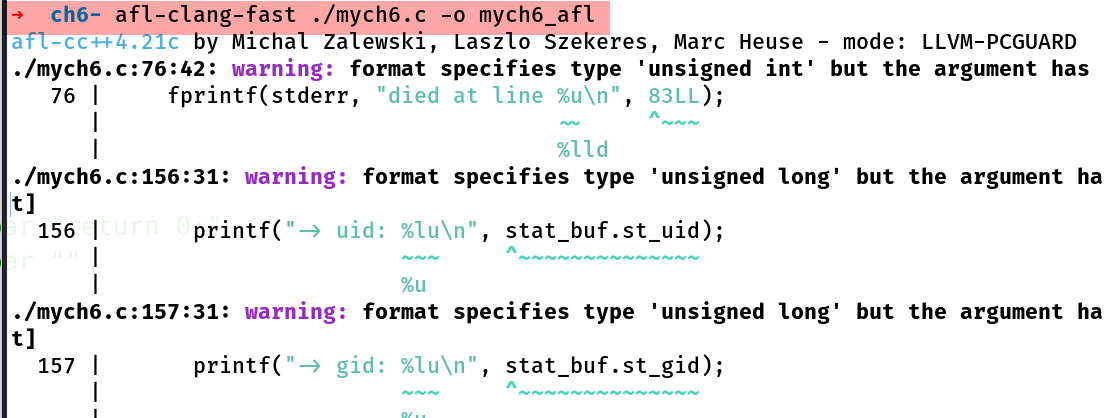 → ch6- afl-clang-fast ./mych6.c -o mych6_afl
afl-cc++4.21c by Michal Zalewski, Laszlo Szekeres, Marc Heuse - mode: LLVM-PCGUARD
./mych6.c:76:42: warning: format specifies type 'unsigned int' but the argument has
76 | fprintf(stderr, "died at line %u\n", 83LL);
| ~~ ^~~~
| %lld
./mych6.c:156:31: warning: format specifies type 'unsigned long' but the argument ha
t]
ar "return 0;"
156 | printf("-> uid: %lu\n", stat_buf.st_uid);
| ~~~ ^~~~~~~~~~~~~~~
ar ""
| %u
./mych6.c:157:31: warning: format specifies type 'unsigned long' but the argument ha
t]
157 | printf("-> gid: %lu\n", stat_buf.st_gid);
| ~~~ ^~~~~~~~~~~~~~~
| %u